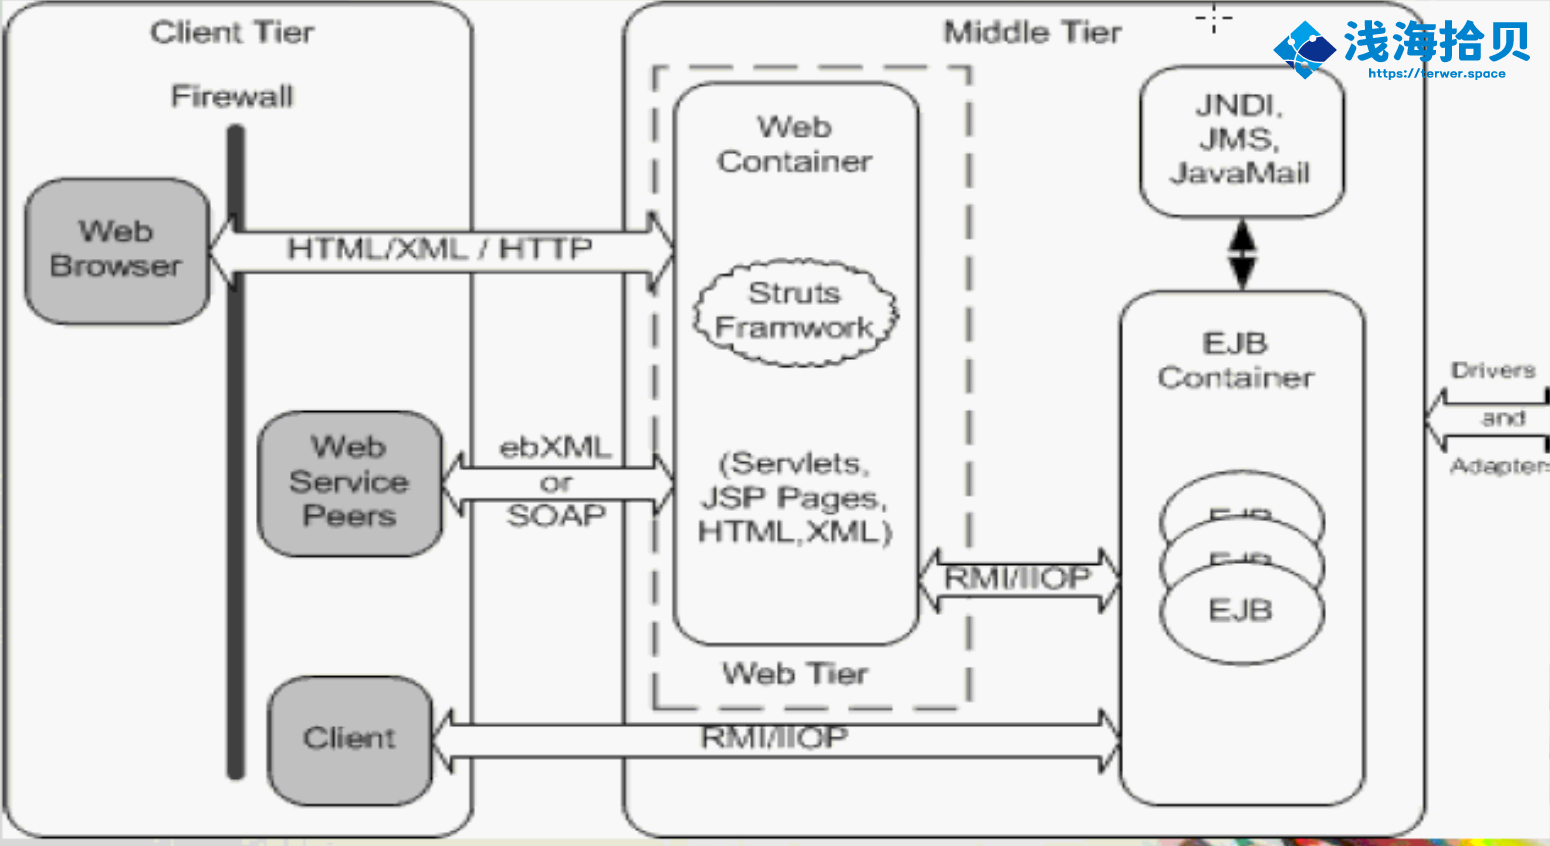 Client Tier
Middle Tier
浅海拾贝
https://terwer.space
Firewall
Web
Browser
HTML/XML / HTTP
Web
Container
Struts
Framwork
(Servlets,
JSP Pages,
HTML,XML)
Web Tier
JNDI,
JMS,
JavaMail
Web
Service
Peers
ebXML
or
SOAP
RMI/IIOP
EJB
Container
EJB
EJB
EJB
Client
RMI/IIOP
Drivers
and
Adapters